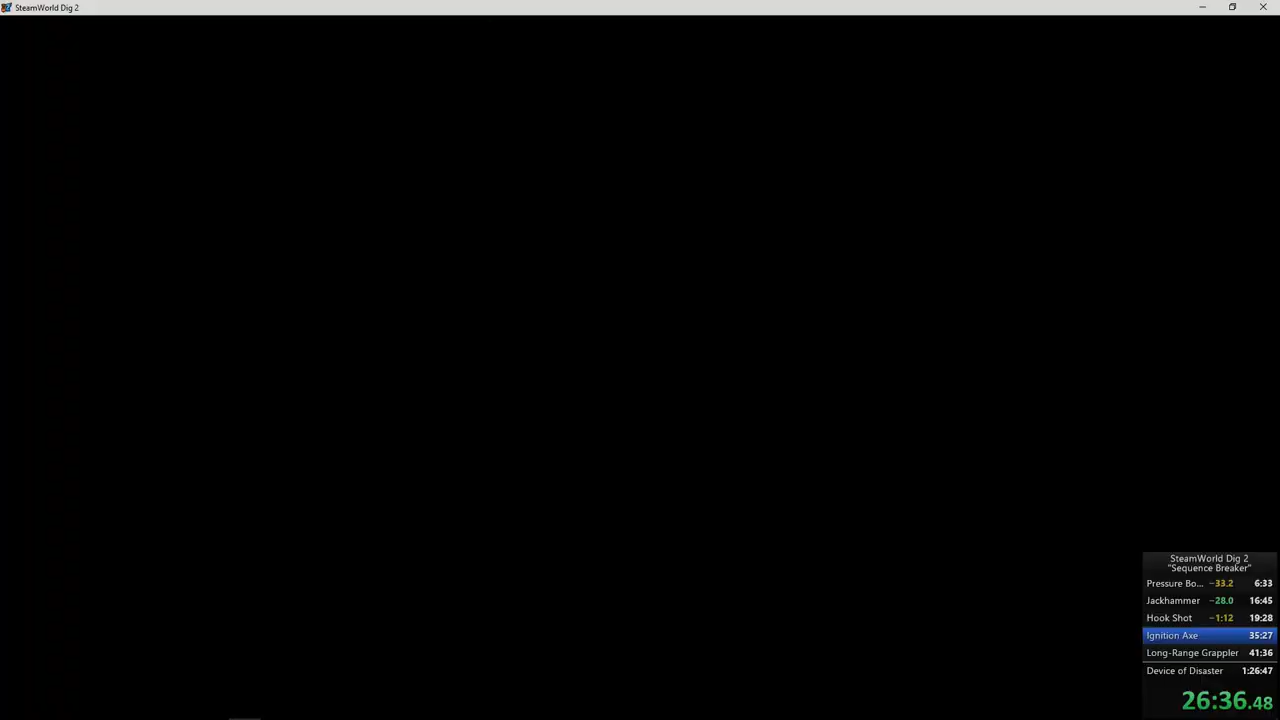 SteamWorld Dig 2
SteamWorld Dig 2
"Sequence Breaker"
Pressure Bo... −33.2 6:33
Jackhammer −28.0 16:45
Hook Shot −1:12 19:28
Ignition Axe 35:27
Long-Range Grappler 41:36
Device of Disaster 1:26:47
26:36.48